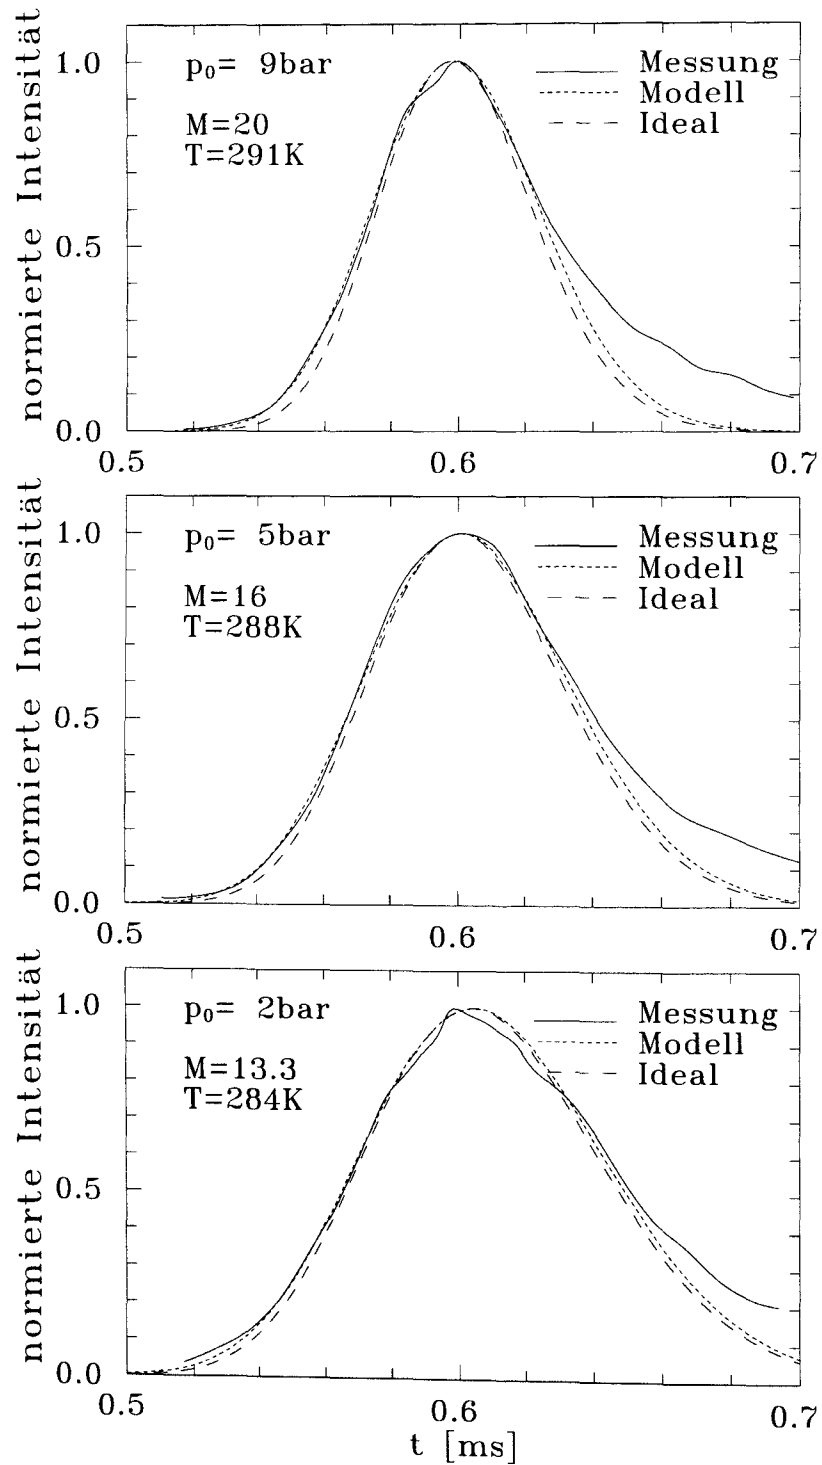 normierte Intensität
1.0
0.5
0.0
p₀= 9bar
M=20
T=291K
Messung
Modell
Ideal
0.5 0.6 0.7
normierte Intensität
1.0
0.5
0.0
p₀= 5bar
M=16
T=288K
Messung
Modell
Ideal
0.5 0.6 0.7
normierte Intensität
1.0
0.5
0.0
p₀= 2bar
M=13.3
T=284K
Messung
Modell
Ideal
0.5 0.6 0.7
t [ms]